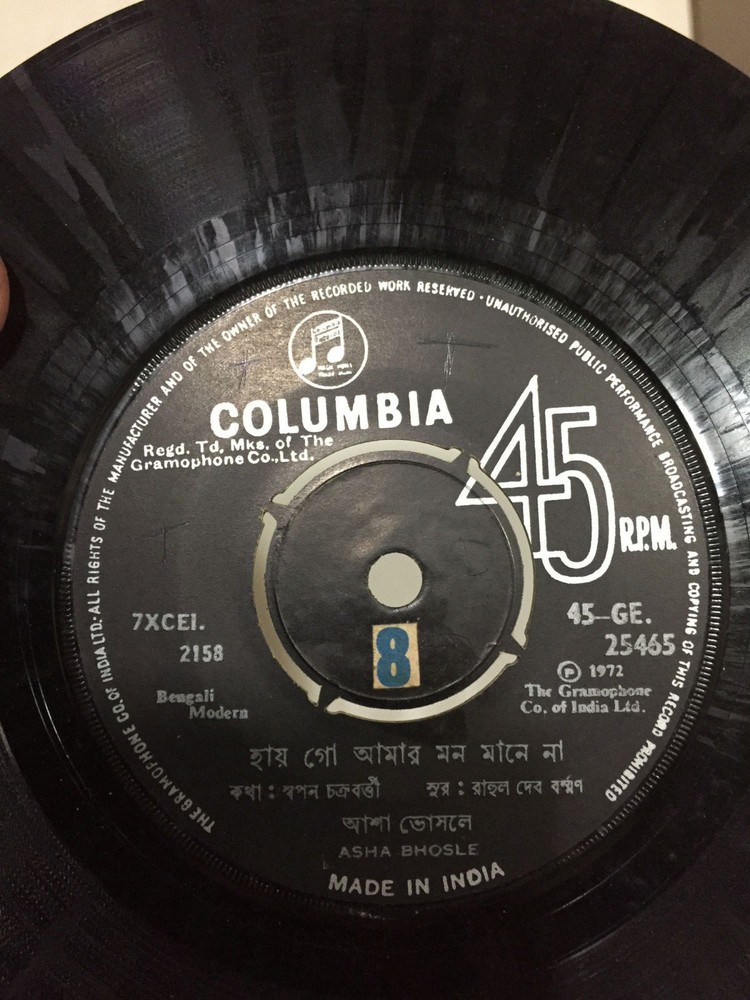 THE GRAMOPHONE CO. OF INDIA LTD. · ALL RIGHTS OF THE MANUFACTURER AND OF THE OWNER OF THE RECORDED WORK RESERVED · UNAUTHORISED PUBLIC PERFORMANCE BROADCASTING AND COPYING OF THIS RECORD PROHIBITED
COLUMBIA
Regd. Td. Mks. of The
Gramophone Co., Ltd.
45 R.P.M.
7XCEI.
2158
45-GE.
25465
8
℗ 1972
The Gramophone
Co. of India Ltd.
Bengali
Modern
হায় গো আমার মন মানে না
কথা : স্বপন চক্রবর্ত্তী সুর : রাহুল দেব বর্ম্মণ
আশা ভোসলে
ASHA BHOSLE
MADE IN INDIA